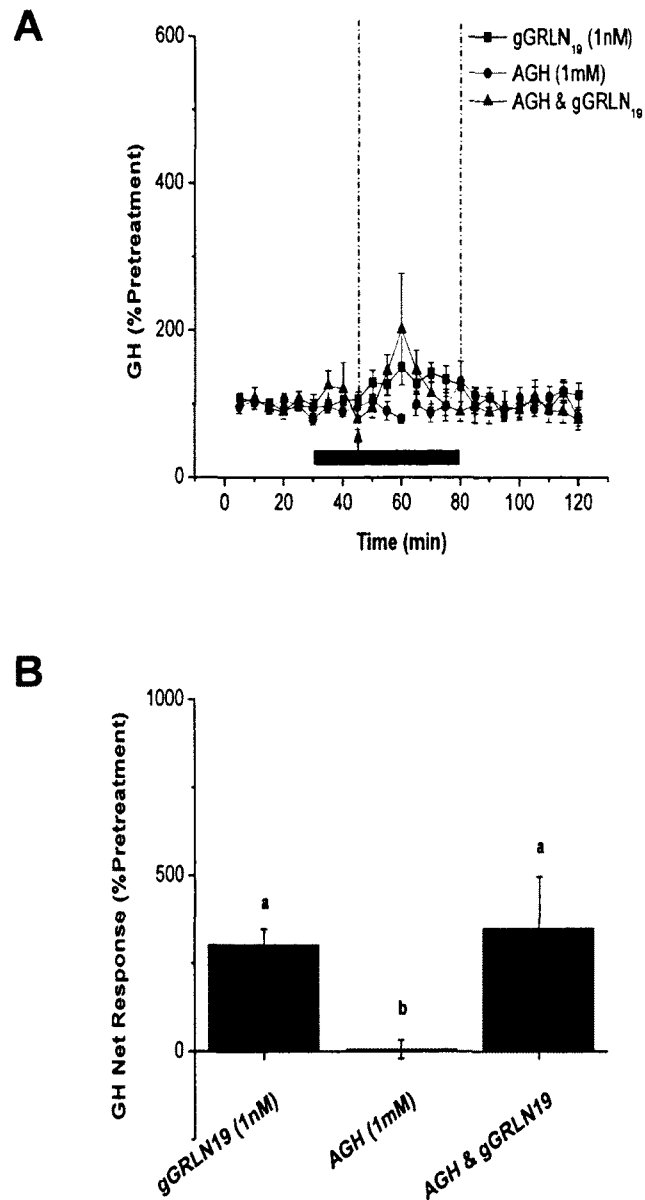 A
600
400
200
0
GH (%Pretreatment)
gGRLN19 (1nM)
AGH (1mM)
AGH & gGRLN19
0 20 40 60 80 100 120
Time (min)
B
1000
500
0
GH Net Response (%Pretreatment)
a
b
a
gGRLN19 (1nM)
AGH (1mM)
AGH & gGRLN19